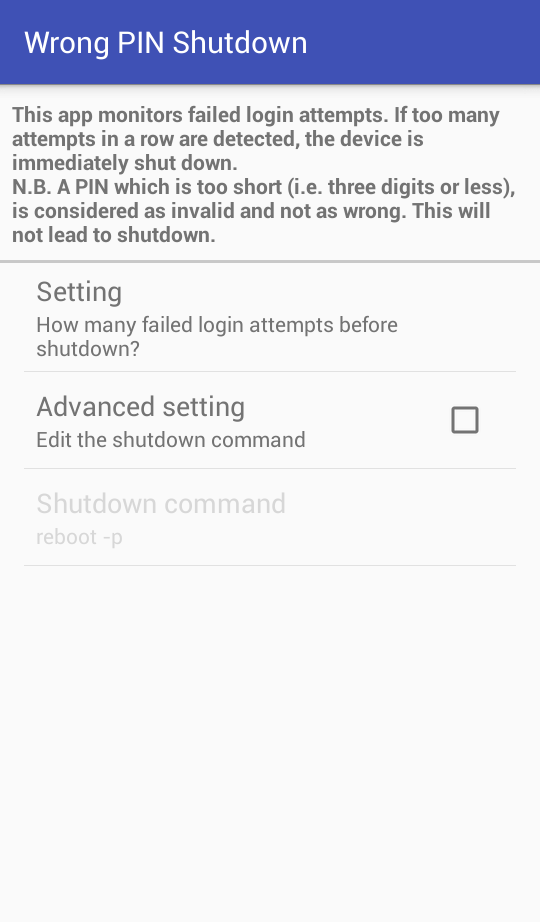 Wrong PIN Shutdown
This app monitors failed login attempts. If too many
attempts in a row are detected, the device is
immediately shut down.
N.B. A PIN which is too short (i.e. three digits or less),
is considered as invalid and not as wrong. This will
not lead to shutdown.
Setting
How many failed login attempts before
shutdown?
Advanced setting
Edit the shutdown command
Shutdown command
reboot -p